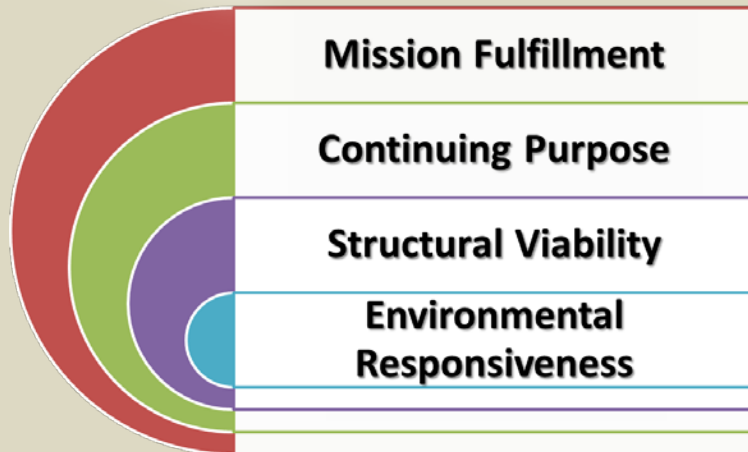 Mission Fulfillment
Continuing Purpose
Structural Viability
Environmental
Responsiveness